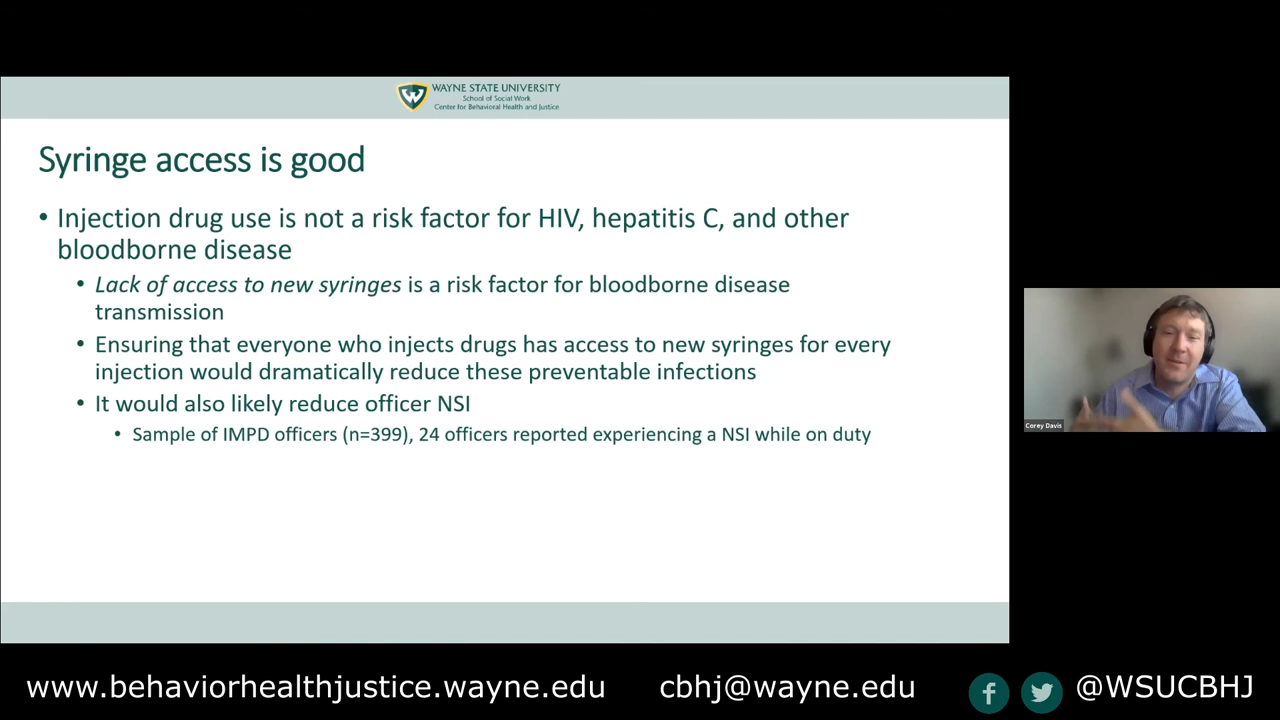 WAYNE STATE UNIVERSITY
School of Social Work
Center for Behavioral Health and Justice
Syringe access is good
• Injection drug use is not a risk factor for HIV, hepatitis C, and other
bloodborne disease
• Lack of access to new syringes is a risk factor for bloodborne disease
transmission
• Ensuring that everyone who injects drugs has access to new syringes for every
injection would dramatically reduce these preventable infections
• It would also likely reduce officer NSI
• Sample of IMPD officers (n=399), 24 officers reported experiencing a NSI while on duty
Corey Davis
www.behaviorhealthjustice.wayne.edu cbhj@wayne.edu @WSUCBHJ